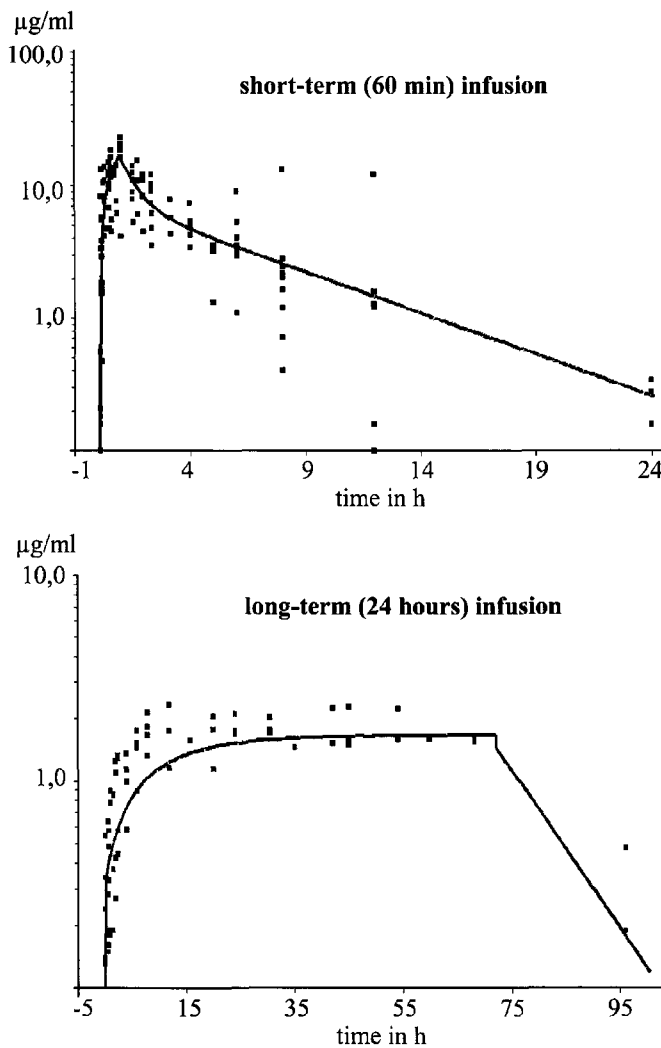 µg/ml
100,0
short-term (60 min) infusion
10,0
1,0
-1 4 9 14 19 24
time in h
µg/ml
10,0
long-term (24 hours) infusion
1,0
-5 15 35 55 75 95
time in h